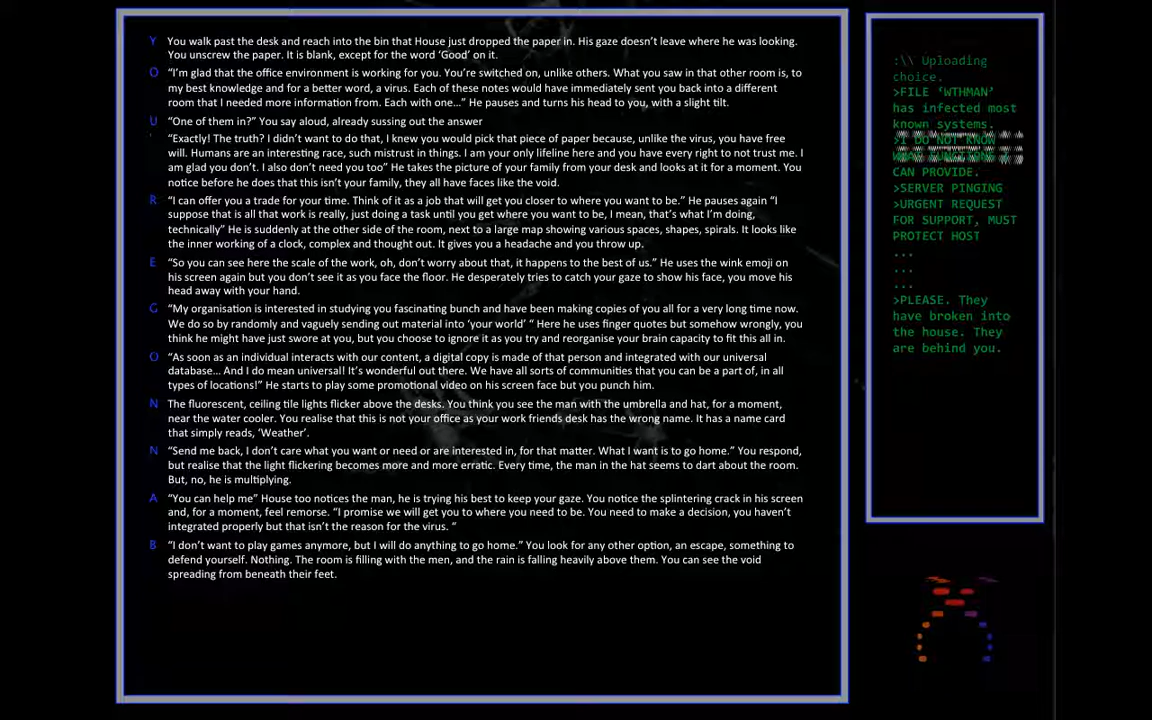 Y You walk past the desk and reach into the bin that House just dropped the paper in. His gaze doesn't leave where he was looking.
You unscrew the paper. It is blank, except for the word 'Good' on it.
O "I'm glad that the office environment is working for you. You're switched on, unlike others. What you saw in that other room is, to
my best knowledge and for a better word, a virus. Each of these notes would have immediately sent you back into a different
room that I needed more information from. Each with one…" He pauses and turns his head to you, with a slight tilt.
U "One of them in?" You say aloud, already sussing out the answer
' "Exactly! The truth? I didn't want to do that, I knew you would pick that piece of paper because, unlike the virus, you have free
will. Humans are an interesting race, such mistrust in things. I am your only lifeline here and you have every right to not trust me. I
am glad you don't. I also don't need you too" He takes the picture of your family from your desk and looks at it for a moment. You
notice before he does that this isn't your family, they all have faces like the void.
R "I can offer you a trade for your time. Think of it as a job that will get you closer to where you want to be." He pauses again "I
suppose that is all that work is really, just doing a task until you get where you want to be, I mean, that's what I'm doing,
technically" He is suddenly at the other side of the room, next to a large map showing various spaces, shapes, spirals. It looks like
the inner working of a clock, complex and thought out. It gives you a headache and you throw up.
E "So you can see here the scale of the work, oh, don't worry about that, it happens to the best of us." He uses the wink emoji on
his screen again but you don't see it as you face the floor. He desperately tries to catch your gaze to show his face, you move his
head away with your hand.
G "My organisation is interested in studying you fascinating bunch and have been making copies of you all for a very long time now.
We do so by randomly and vaguely sending out material into 'your world' " Here he uses finger quotes but somehow wrongly, you
think he might have just swore at you, but you choose to ignore it as you try and reorganise your brain capacity to fit this all in.
O "As soon as an individual interacts with our content, a digital copy is made of that person and integrated with our universal
database… And I do mean universal! It's wonderful out there. We have all sorts of communities that you can be a part of, in all
types of locations!" He starts to play some promotional video on his screen face but you punch him.
N The fluorescent, ceiling tile lights flicker above the desks. You think you see the man with the umbrella and hat, for a moment,
near the water cooler. You realise that this is not your office as your work friends desk has the wrong name. It has a name card
that simply reads, 'Weather'.
N "Send me back, I don't care what you want or need or are interested in, for that matter. What I want is to go home." You respond,
but realise that the light flickering becomes more and more erratic. Every time, the man in the hat seems to dart about the room.
But, no, he is multiplying.
A "You can help me" House too notices the man, he is trying his best to keep your gaze. You notice the splintering crack in his screen
and, for a moment, feel remorse. "I promise we will get you to where you need to be. You need to make a decision, you haven't
integrated properly but that isn't the reason for the virus. "
B "I don't want to play games anymore, but I will do anything to go home." You look for any other option, an escape, something to
defend yourself. Nothing. The room is filling with the men, and the rain is falling heavily above them. You can see the void
spreading from beneath their feet.
:\\ Uploading
choice.
>FILE 'WTHMAN'
has infected most
known systems.
>I DO NOT KNOW
WHAT
CAN PROVIDE.
>SERVER PINGING
>URGENT REQUEST
FOR SUPPORT, MUST
PROTECT HOST
...
...
...
>PLEASE. They
have broken into
the house. They
are behind you.